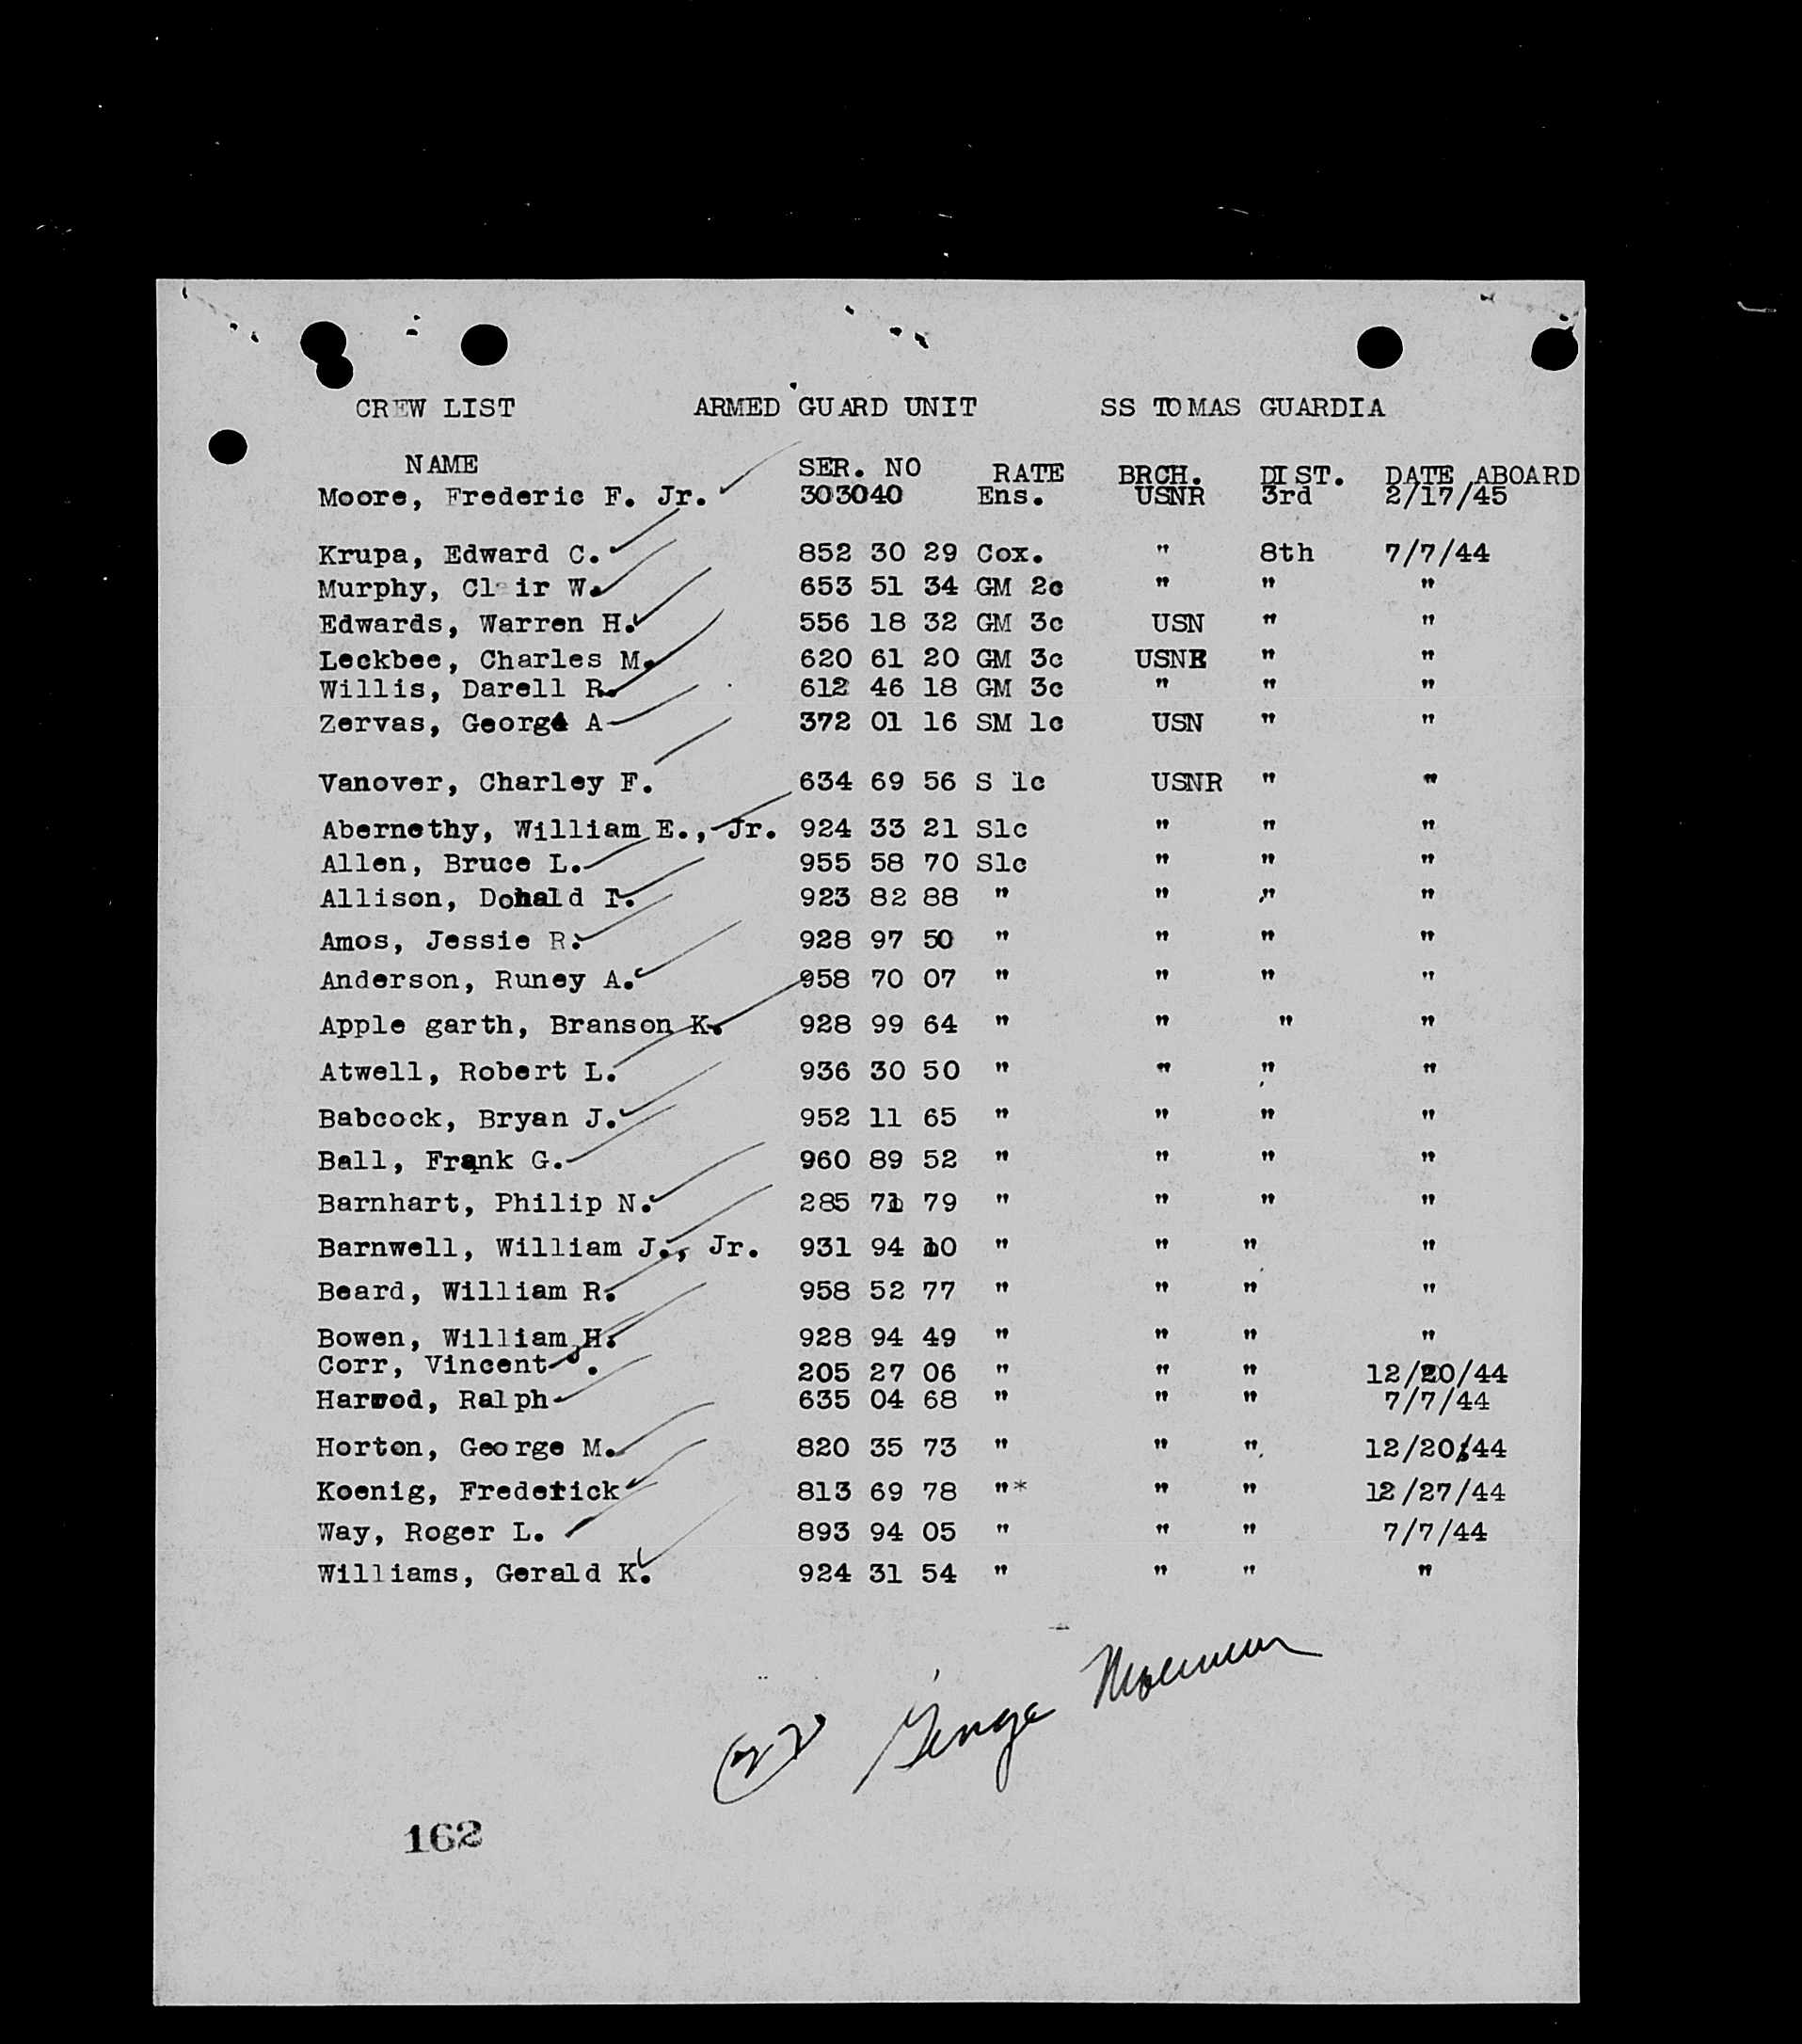 CREW LIST ARMED GUARD UNIT SS TOMAS GUARDIA
NAME SER. NO RATE BRCH. DIST. DATE ABOARD
Moore, Frederic F. Jr. 303040 Ens. USNR 3rd 2/17/45
Krupa, Edward C. 852 30 29 Cox. " 8th 7/7/44
Murphy, Clair W. 653 51 34 GM 2c " " "
Edwards, Warren H. 556 18 32 GM 3c USN " "
Leckbee, Charles M. 620 61 20 GM 3c USNR " "
Willis, Darell R. 612 46 18 GM 3c " " "
Zervas, George A 372 01 16 SM 1c USN " "
Vanover, Charley F. 634 69 56 S 1c USNR " "
Abernethy, William E., Jr. 924 33 21 S1c " " "
Allen, Bruce L. 955 58 70 S1c " " "
Allison, Donald 923 82 88 " " " "
Amos, Jessie R. 928 97 50 " " " "
Anderson, Runey A. 958 70 07 " " " "
Apple garth, Branson K. 928 99 64 " " " "
Atwell, Robert L. 936 30 50 " " " "
Babcock, Bryan J. 952 11 65 " " " "
Ball, Frank G. 960 89 52 " " " "
Barnhart, Philip N. 285 71 79 " " " "
Barnwell, William J., Jr. 931 94 10 " " " "
Beard, William R. 958 52 77 " " " "
Bowen, William H. 928 94 49 " " " "
Corr, Vincent 205 27 06 " " " 12/20/44
Harwod, Ralph 635 04 68 " " " 7/7/44
Horton, George M. 820 35 73 " " " 12/20/44
Koenig, Frederick 813 69 78 "* " " 12/27/44
Way, Roger L. 893 94 05 " " " 7/7/44
Williams, Gerald K. 924 31 54 " " " "
22
162